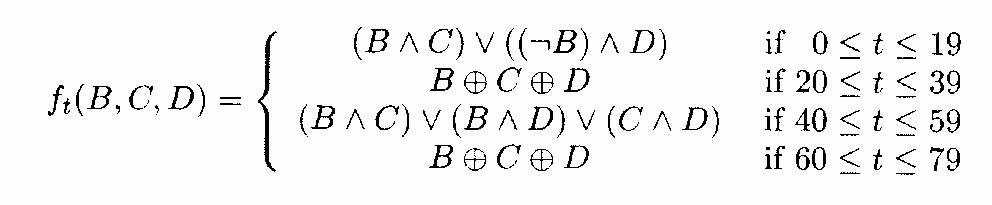 (B ∧ C) ∨ ((¬B) ∧ D) if 0 ≤ t ≤ 19
B ⊕ C ⊕ D if 20 ≤ t ≤ 39
f_t(B, C, D) = {
(B ∧ C) ∨ (B ∧ D) ∨ (C ∧ D) if 40 ≤ t ≤ 59
B ⊕ C ⊕ D if 60 ≤ t ≤ 79